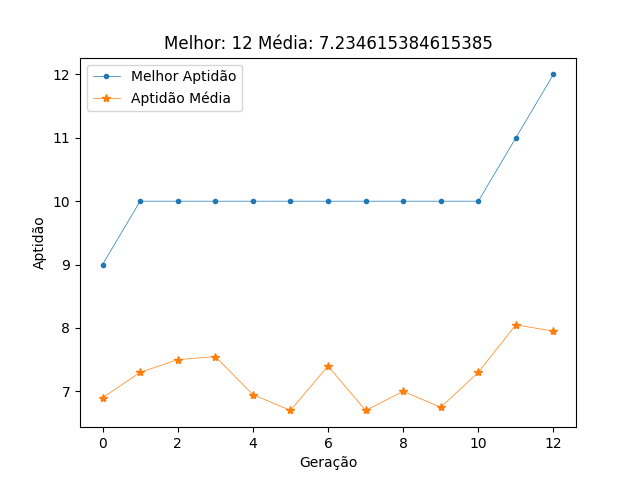 Melhor: 12 Média: 7.234615384615385
Melhor Aptidão
Aptidão Média
Aptidão
12
11
10
9
8
7
0 2 4 6 8 10 12
Geração